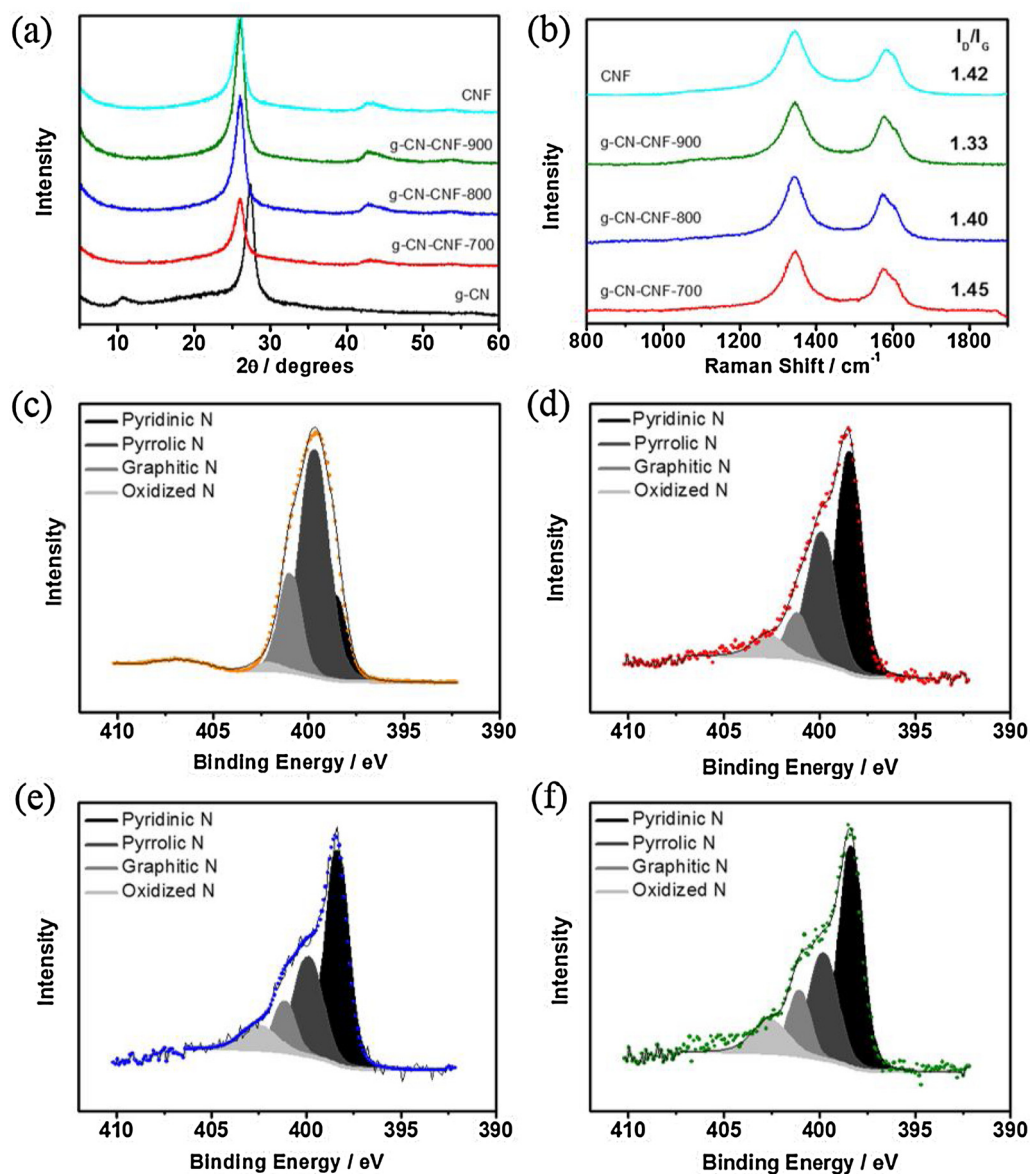 (a)
CNF
g-CN-CNF-900
g-CN-CNF-800
g-CN-CNF-700
g-CN
Intensity
10 20 30 40 50 60
2θ / degrees
(b)
I_D/I_G
CNF 1.42
g-CN-CNF-900 1.33
g-CN-CNF-800 1.40
g-CN-CNF-700 1.45
Intensity
800 1000 1200 1400 1600 1800
Raman Shift / cm⁻¹
(c)
Pyridinic N
Pyrrolic N
Graphitic N
Oxidized N
Intensity
410 405 400 395 390
Binding Energy / eV
(d)
Pyridinic N
Pyrrolic N
Graphitic N
Oxidized N
Intensity
410 405 400 395 390
Binding Energy / eV
(e)
Pyridinic N
Pyrrolic N
Graphitic N
Oxidized N
Intensity
410 405 400 395 390
Binding Energy / eV
(f)
Pyridinic N
Pyrrolic N
Graphitic N
Oxidized N
Intensity
410 405 400 395 390
Binding Energy / eV